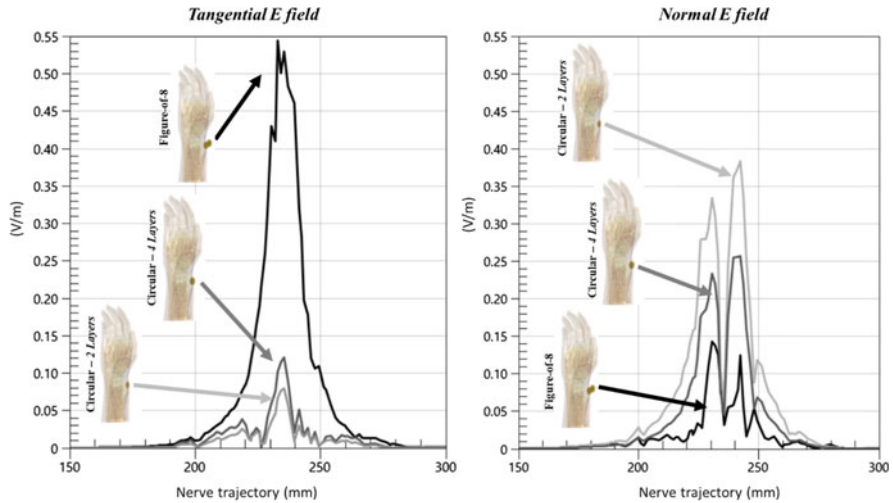 Tangential E field
0.55
0.50
0.45
0.40
0.35
0.30
0.25
0.20
0.15
0.10
0.05
0
(V/m)
Figure-of-8
Circular – 4 Layers
Circular – 2 Layers
150
200
250
300
Nerve trajectory (mm)
Normal E field
0.55
0.50
0.45
0.40
0.35
0.30
0.25
0.20
0.15
0.10
0.05
0
(V/m)
Circular – 2 Layers
Circular – 4 Layers
Figure-of-8
150
200
250
300
Nerve trajectory (mm)